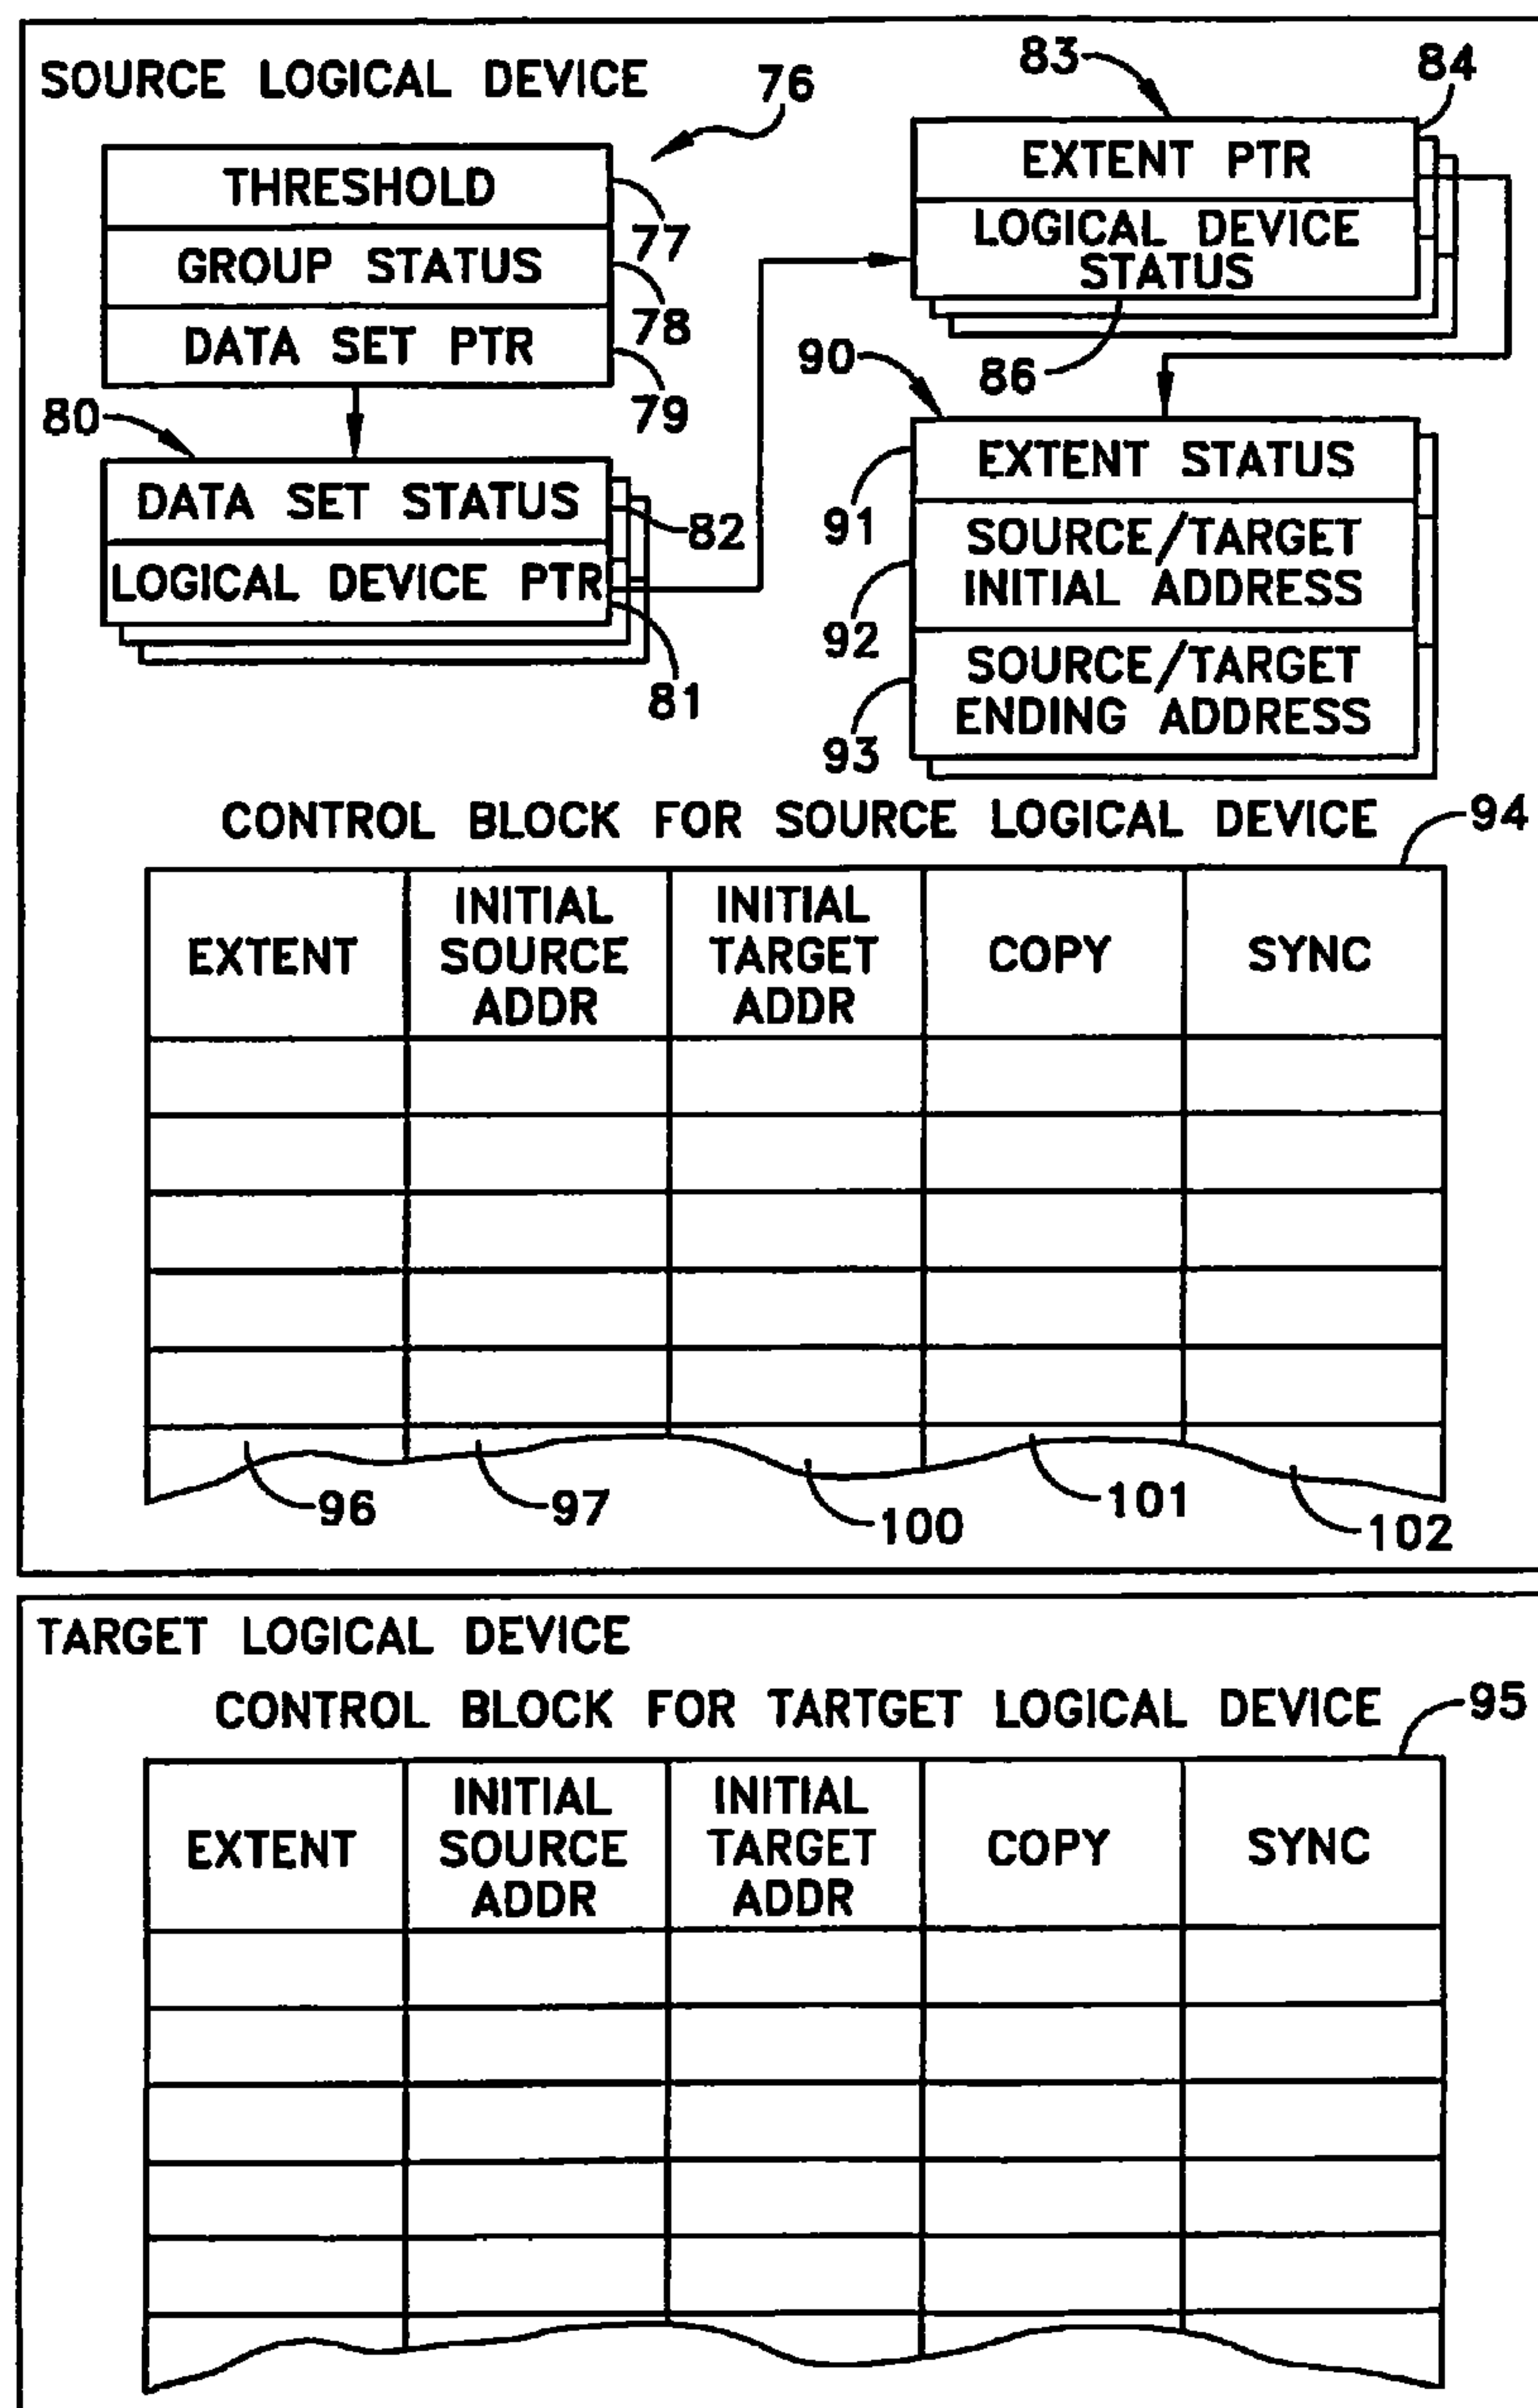 SOURCE LOGICAL DEVICE
76
THRESHOLD
77
GROUP STATUS
78
DATA SET PTR
79
80
DATA SET STATUS
82
LOGICAL DEVICE PTR
81
83
84
EXTENT PTR
LOGICAL DEVICE
STATUS
86
90
EXTENT STATUS
91
SOURCE/TARGET
INITIAL ADDRESS
92
SOURCE/TARGET
ENDING ADDRESS
93
CONTROL BLOCK FOR SOURCE LOGICAL DEVICE
94
EXTENT
INITIAL
SOURCE
ADDR
INITIAL
TARGET
ADDR
COPY
SYNC
96
97
100
101
102
TARGET LOGICAL DEVICE
CONTROL BLOCK FOR TARTGET LOGICAL DEVICE
95
EXTENT
INITIAL
SOURCE
ADDR
INITIAL
TARGET
ADDR
COPY
SYNC